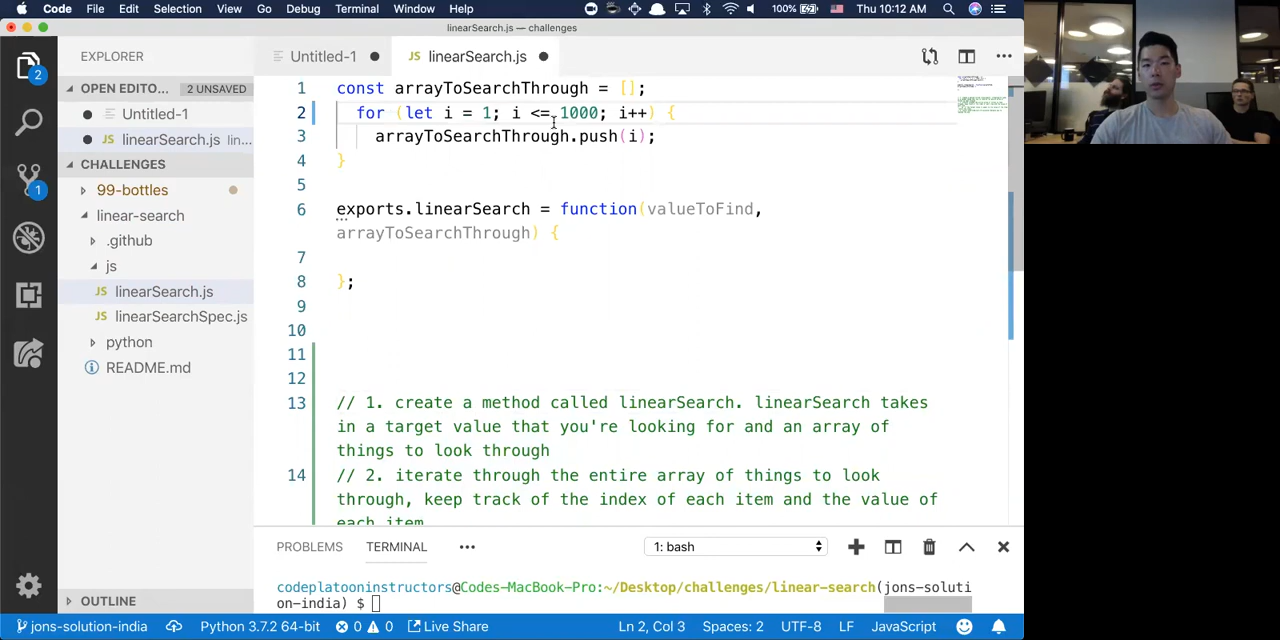 Code File Edit Selection View Go Debug Terminal Window Help 100% Thu 10:12 AM
linearSearch.js — challenges
EXPLORER
Untitled-1
JS linearSearch.js
OPEN EDITO... 2 UNSAVED
Untitled-1
JS linearSearch.js lin...
CHALLENGES
99-bottles
linear-search
.github
js
JS linearSearch.js
JS linearSearchSpec.js
python
README.md
OUTLINE
2
1
1 const arrayToSearchThrough = [];
2 for (let i = 1; i <= 1000; i++) {
3 arrayToSearchThrough.push(i);
4 }
5
6 exports.linearSearch = function(valueToFind,
arrayToSearchThrough) {
7
8 };
9
10
11
12
13 // 1. create a method called linearSearch. linearSearch takes
in a target value that you're looking for and an array of
things to look through
14 // 2. iterate through the entire array of things to look
through, keep track of the index of each item and the value of
each item
PROBLEMS TERMINAL 1: bash
codeplatooninstructors@Codes-MacBook-Pro:~/Desktop/challenges/linear-search(jons-soluti
on-india) $
jons-solution-india Python 3.7.2 64-bit 0 0 Live Share Ln 2, Col 3 Spaces: 2 UTF-8 LF JavaScript